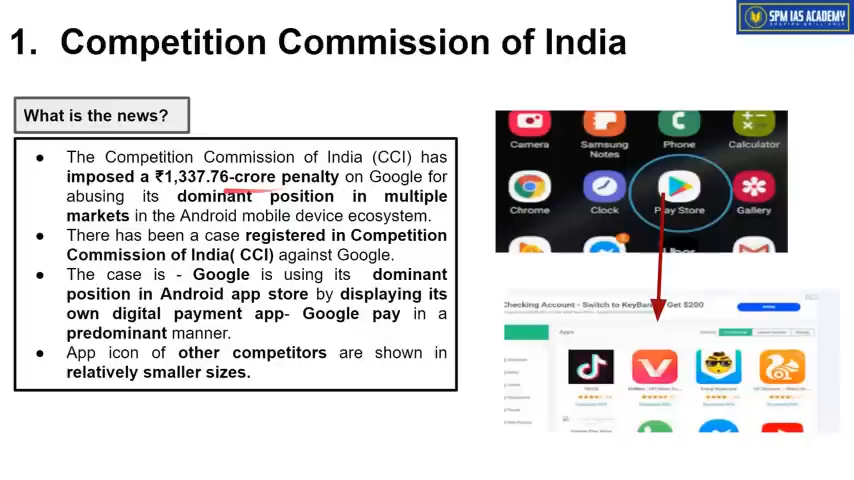 SPM IAS ACADEMY
1. Competition Commission of India
What is the news?
● The Competition Commission of India (CCI) has
imposed a ₹1,337.76-crore penalty on Google for
abusing its dominant position in multiple
markets in the Android mobile device ecosystem.
● There has been a case registered in Competition
Commission of India( CCI) against Google.
● The case is - Google is using its dominant
position in Android app store by displaying its
own digital payment app- Google pay in a
predominant manner.
● App icon of other competitors are shown in
relatively smaller sizes.
Camera
Samsung
Notes
Phone
Calculator
Chrome
Clock
Play Store
Gallery
Checking Account - Switch to KeyBan Get $200
Apps